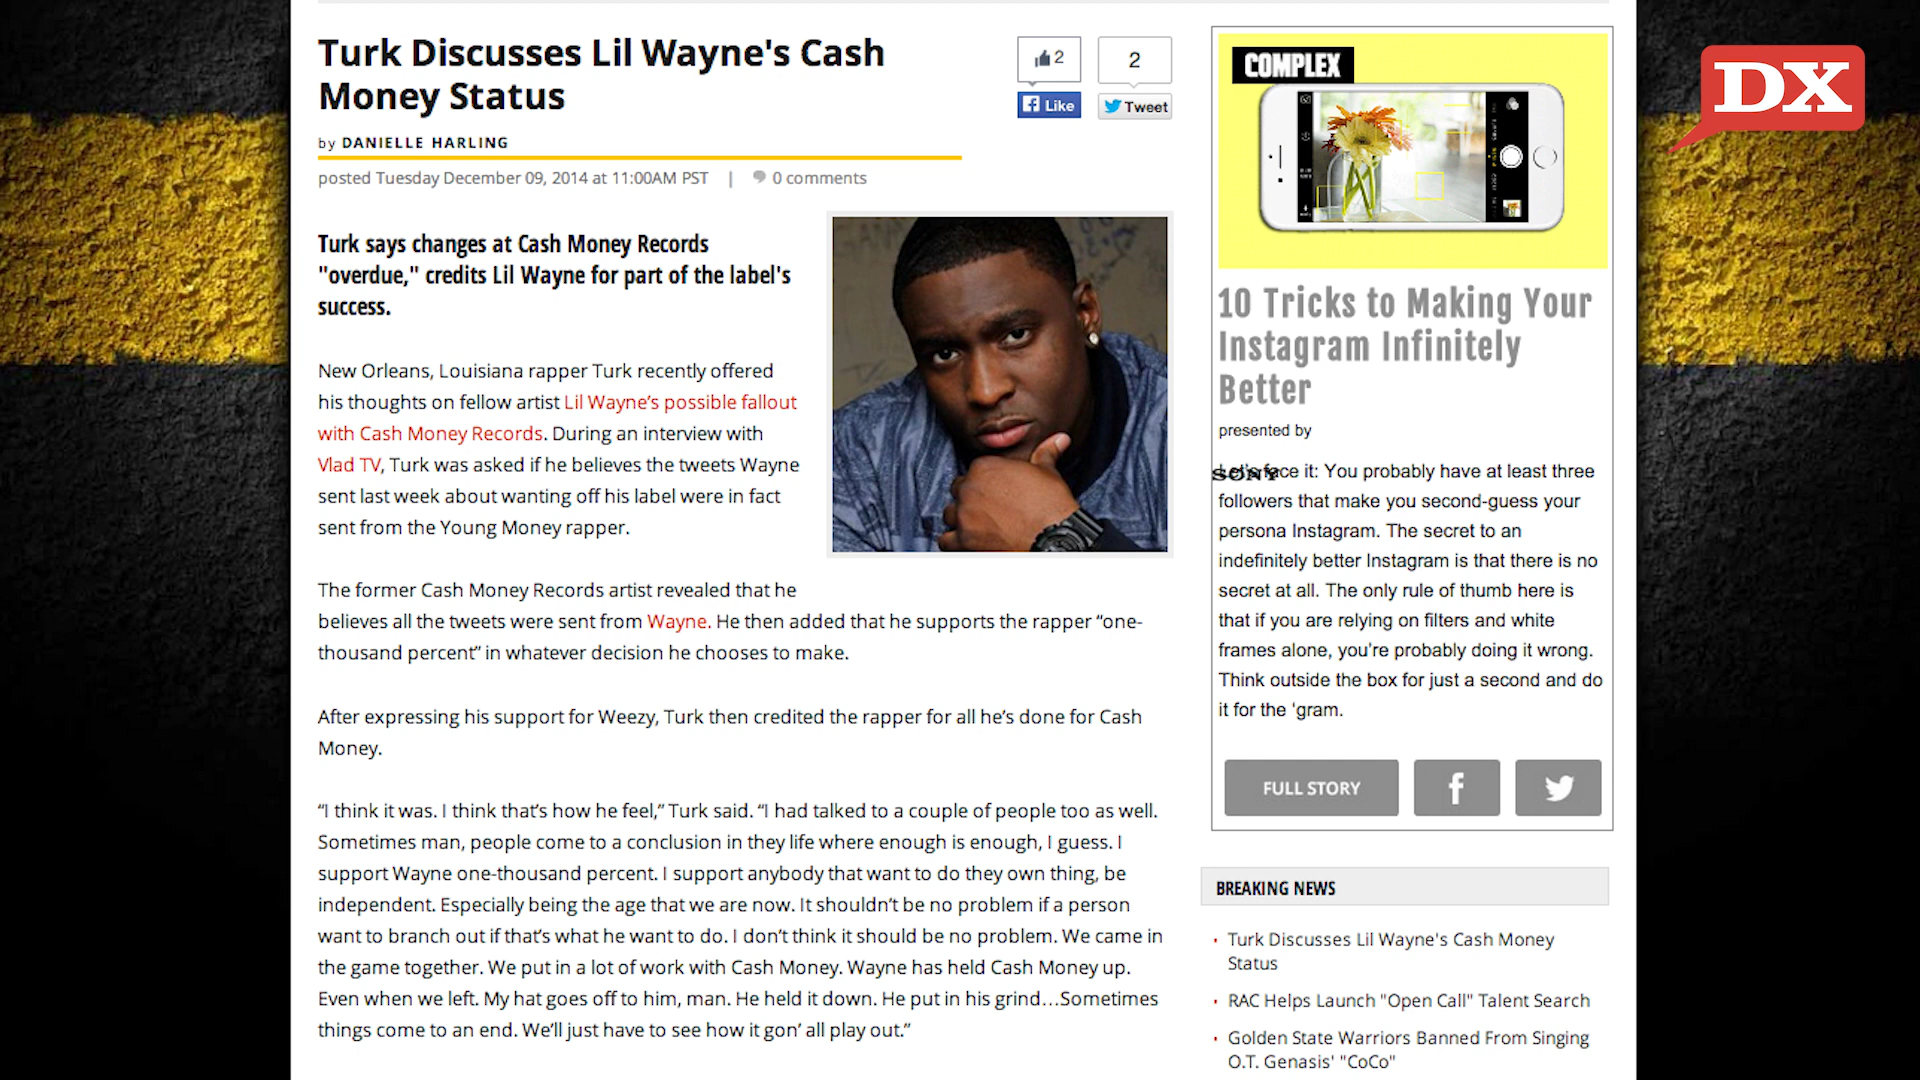 Turk Discusses Lil Wayne's Cash
Money Status
by DANIELLE HARLING
posted Tuesday December 09, 2014 at 11:00AM PST | 0 comments
2
Like
2
Tweet
Turk says changes at Cash Money Records
"overdue," credits Lil Wayne for part of the label's
success.
New Orleans, Louisiana rapper Turk recently offered
his thoughts on fellow artist Lil Wayne’s possible fallout
with Cash Money Records. During an interview with
Vlad TV, Turk was asked if he believes the tweets Wayne
sent last week about wanting off his label were in fact
sent from the Young Money rapper.
The former Cash Money Records artist revealed that he
believes all the tweets were sent from Wayne. He then added that he supports the rapper “one-
thousand percent” in whatever decision he chooses to make.
After expressing his support for Weezy, Turk then credited the rapper for all he’s done for Cash
Money.
“I think it was. I think that’s how he feel,” Turk said. “I had talked to a couple of people too as well.
Sometimes man, people come to a conclusion in they life where enough is enough, I guess. I
support Wayne one-thousand percent. I support anybody that want to do they own thing, be
independent. Especially being the age that we are now. It shouldn’t be no problem if a person
want to branch out if that’s what he want to do. I don’t think it should be no problem. We came in
the game together. We put in a lot of work with Cash Money. Wayne has held Cash Money up.
Even when we left. My hat goes off to him, man. He held it down. He put in his grind…Sometimes
things come to an end. We’ll just have to see how it gon’ all play out.”
COMPLEX
10 Tricks to Making Your
Instagram Infinitely
Better
presented by
SONY
Let's face it: You probably have at least three
followers that make you second-guess your
persona Instagram. The secret to an
indefinitely better Instagram is that there is no
secret at all. The only rule of thumb here is
that if you are relying on filters and white
frames alone, you’re probably doing it wrong.
Think outside the box for just a second and do
it for the ‘gram.
FULL STORY
BREAKING NEWS
Turk Discusses Lil Wayne's Cash Money
Status
RAC Helps Launch "Open Call" Talent Search
Golden State Warriors Banned From Singing
O.T. Genasis' "CoCo"
DX